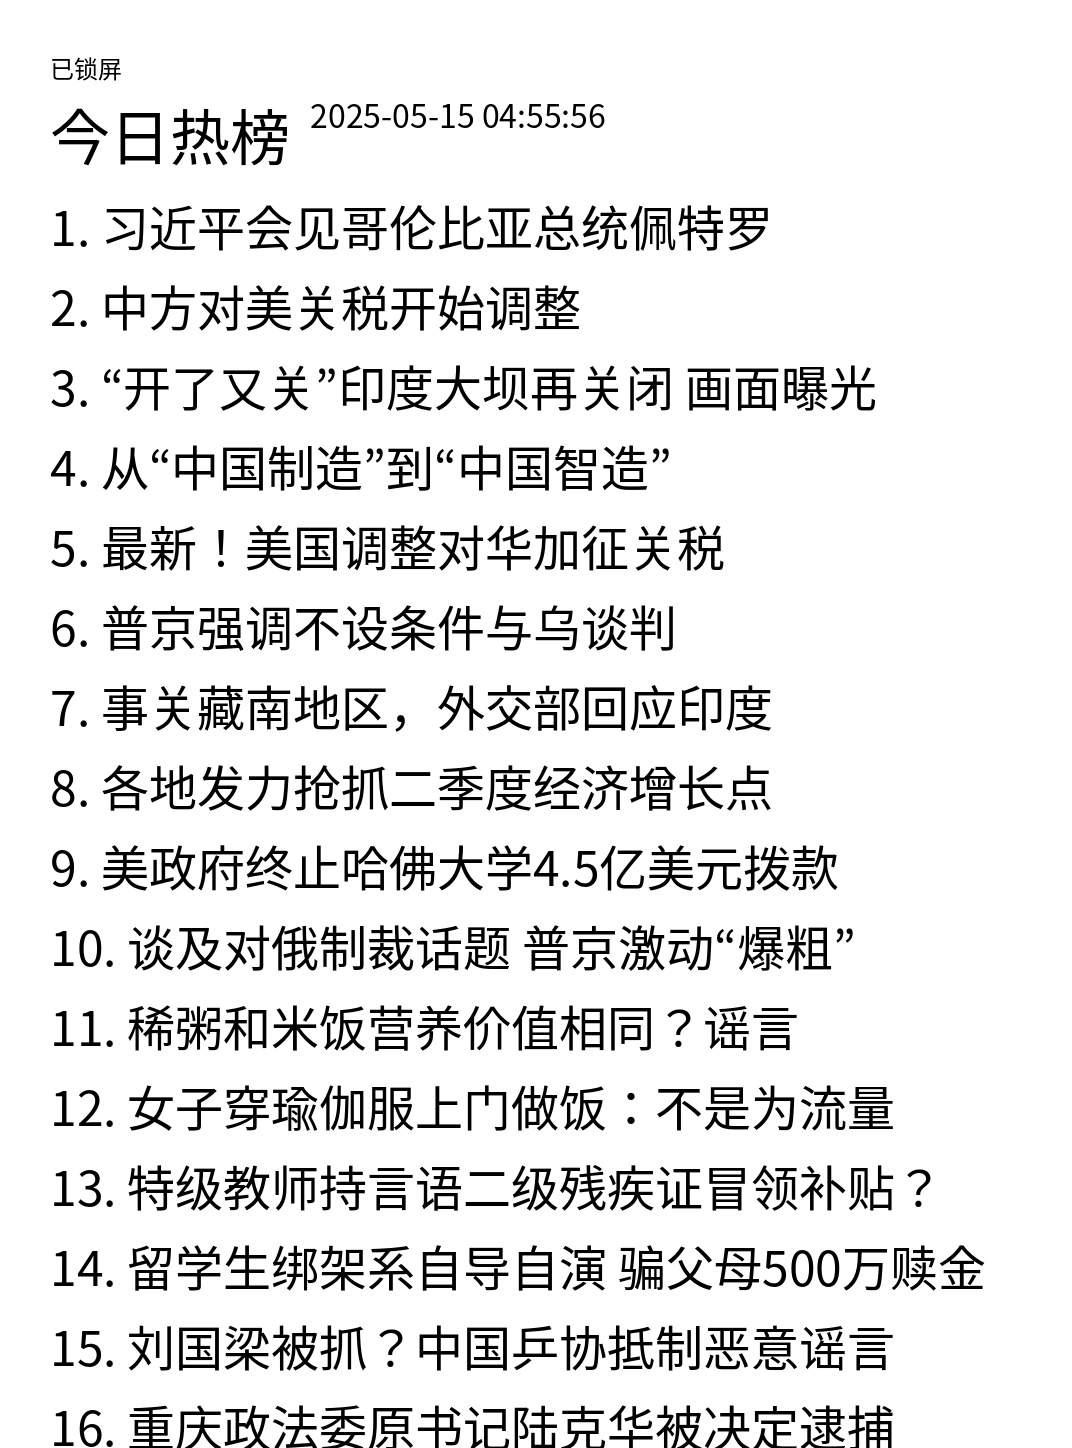 已锁屏
今日热榜 2025-05-15 04:55:56
1. 习近平会见哥伦比亚总统佩特罗
2. 中方对美关税开始调整
3. “开了又关”印度大坝再关闭 画面曝光
4. 从“中国制造”到“中国智造”
5. 最新！美国调整对华加征关税
6. 普京强调不设条件与乌谈判
7. 事关藏南地区，外交部回应印度
8. 各地发力抢抓二季度经济增长点
9. 美政府终止哈佛大学4.5亿美元拨款
10. 谈及对俄制裁话题 普京激动“爆粗”
11. 稀粥和米饭营养价值相同？谣言
12. 女子穿瑜伽服上门做饭：不是为流量
13. 特级教师持言语二级残疾证冒领补贴？
14. 留学生绑架系自导自演 骗父母500万赎金
15. 刘国梁被抓？中国乒协抵制恶意谣言
16. 重庆政法委原书记陆克华被决定逮捕